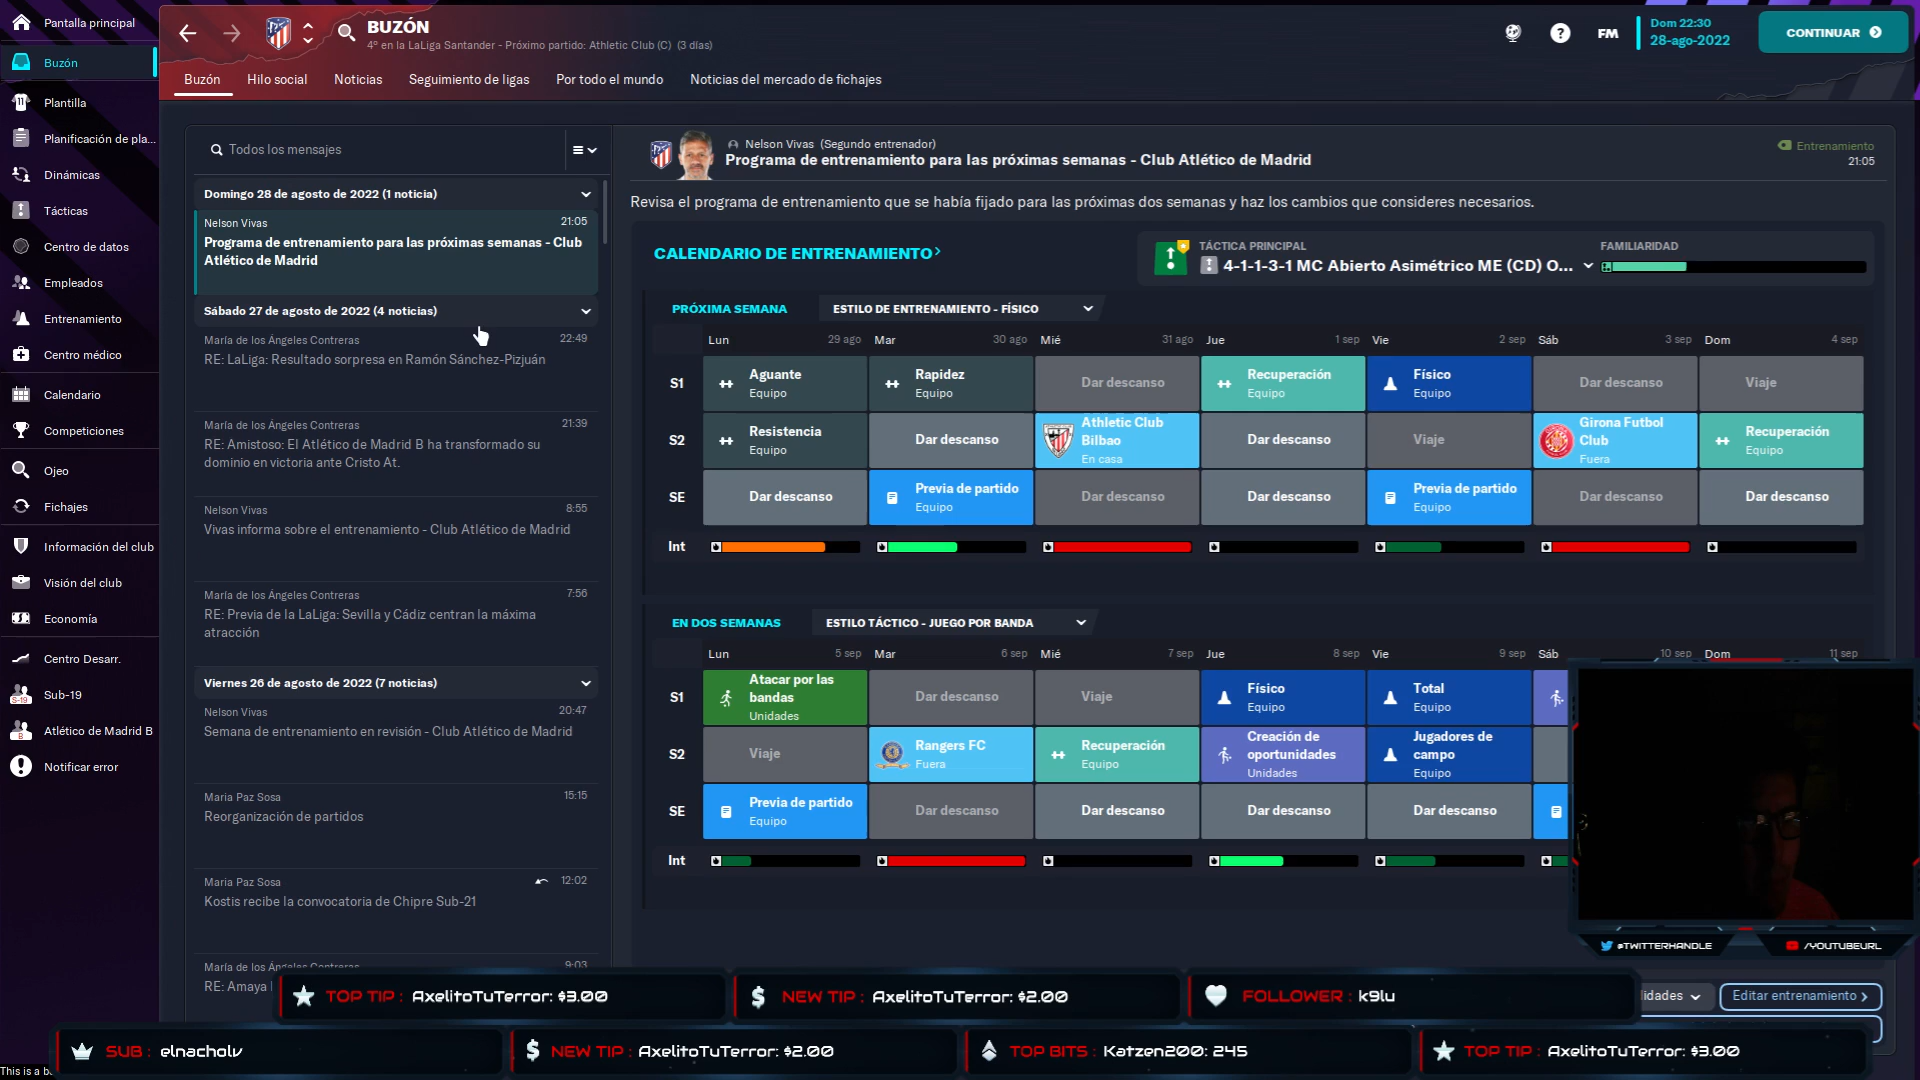 Pantalla principal
Buzón
Plantilla
Planificación de pla...
Dinámicas
Tácticas
Centro de datos
Empleados
Entrenamiento
Centro médico
Calendario
Competiciones
Ojeo
Fichajes
Información del club
Visión del club
Economía
Centro Desarr.
Sub-19
Atlético de Madrid B
Notificar error
BUZÓN
4º en la LaLiga Santander - Próximo partido: Athletic Club (C) (3 días)
FM
Dom 22:30
28-ago-2022
CONTINUAR
Buzón Hilo social Noticias Seguimiento de ligas Por todo el mundo Noticias del mercado de fichajes
Todos los mensajes
Domingo 28 de agosto de 2022 (1 noticia)
Nelson Vivas 21:05
Programa de entrenamiento para las próximas semanas - Club
Atlético de Madrid
Sábado 27 de agosto de 2022 (4 noticias)
María de los Ángeles Contreras 22:49
RE: LaLiga: Resultado sorpresa en Ramón Sánchez-Pizjuán
María de los Ángeles Contreras 21:39
RE: Amistoso: El Atlético de Madrid B ha transformado su
dominio en victoria ante Cristo At.
Nelson Vivas 8:55
Vivas informa sobre el entrenamiento - Club Atlético de Madrid
María de los Ángeles Contreras 7:56
RE: Previa de la LaLiga: Sevilla y Cádiz centran la máxima
atracción
Viernes 26 de agosto de 2022 (7 noticias)
Nelson Vivas 20:47
Semana de entrenamiento en revisión - Club Atlético de Madrid
Maria Paz Sosa 15:15
Reorganización de partidos
Maria Paz Sosa 12:02
Kostis recibe la convocatoria de Chipre Sub-21
María de los Ángeles Contreras 9:03
RE: Amaya
Nelson Vivas (Segundo entrenador)
Programa de entrenamiento para las próximas semanas - Club Atlético de Madrid
Entrenamiento
21:05
Revisa el programa de entrenamiento que se había fijado para las próximas dos semanas y haz los cambios que consideres necesarios.
CALENDARIO DE ENTRENAMIENTO
TÁCTICA PRINCIPAL
4-1-1-3-1 MC Abierto Asimétrico ME (CD) O...
FAMILIARIDAD
PRÓXIMA SEMANA ESTILO DE ENTRENAMIENTO - FÍSICO
Lun 29 ago Mar 30 ago Mié 31 ago Jue 1 sep Vie 2 sep Sáb 3 sep Dom 4 sep
S1
Aguante
Equipo
Rapidez
Equipo
Dar descanso
Recuperación
Equipo
Físico
Equipo
Dar descanso
Viaje
S2
Resistencia
Equipo
Dar descanso
Athletic Club
Bilbao
En casa
Dar descanso
Viaje
Girona Futbol
Club
Fuera
Recuperación
Equipo
SE
Dar descanso
Previa de partido
Equipo
Dar descanso
Dar descanso
Previa de partido
Equipo
Dar descanso
Dar descanso
Int
EN DOS SEMANAS ESTILO TÁCTICO - JUEGO POR BANDA
Lun 5 sep Mar 6 sep Mié 7 sep Jue 8 sep Vie 9 sep Sáb 10 sep Dom 11 sep
S1
Atacar por las
bandas
Unidades
Dar descanso
Viaje
Físico
Equipo
Total
Equipo
S2
Viaje
Rangers FC
Fuera
Recuperación
Equipo
Creación de
oportunidades
Unidades
Jugadores de
campo
Equipo
SE
Previa de partido
Equipo
Dar descanso
Dar descanso
Dar descanso
Dar descanso
Int
@TWITTERHANDLE /YOUTUBEURL
idades Editar entrenamiento
TOP TIP : AxelitoTuTerror: $3.00
NEW TIP : AxelitoTuTerror: $2.00
FOLLOWER : k9lu
SUB : elnacholv
NEW TIP : AxelitoTuTerror: $2.00
TOP BITS : Katzen200: 245
TOP TIP : AxelitoTuTerror: $3.00
This is a b